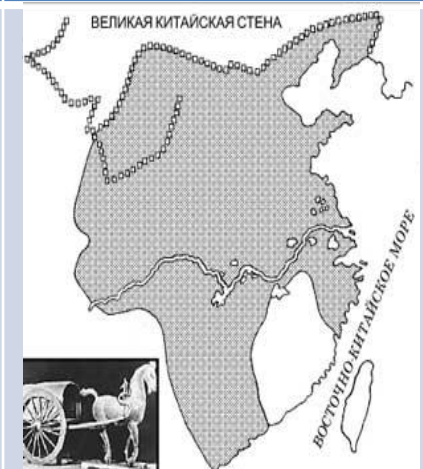 ВЕЛИКАЯ КИТАЙСКАЯ СТЕНА
ВОСТОЧНО-КИТАЙСКОЕ МОРЕ